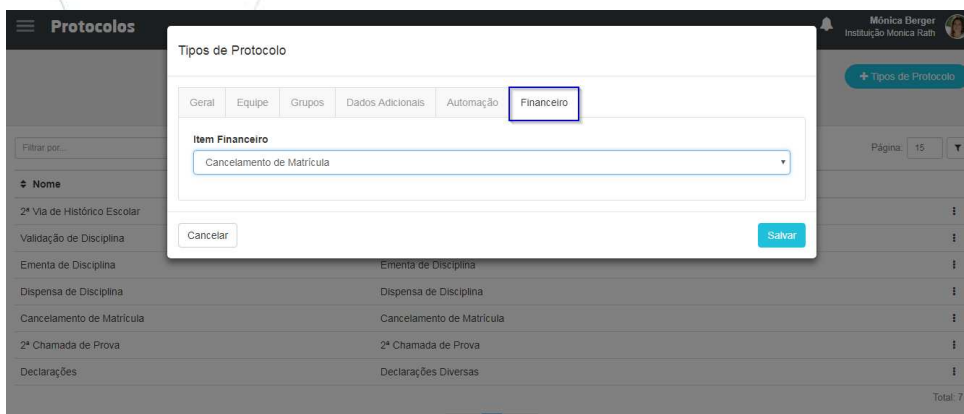 Protocolos
Mónica Berger
Instituição Monica Rath
Tipos de Protocolo
+ Tipos de Protocolo
Geral Equipe Grupos Dados Adicionais Automação Financeiro
Item Financeiro
Cancelamento de Matrícula
Filtrar por...
Página: 15
Nome
2ª Via de Histórico Escolar
Validação de Disciplina
Cancelar Salvar
Ementa de Disciplina Ementa de Disciplina
Dispensa de Disciplina Dispensa de Disciplina
Cancelamento de Matrícula Cancelamento de Matrícula
2ª Chamada de Prova 2ª Chamada de Prova
Declarações Declarações Diversas
Total: 7